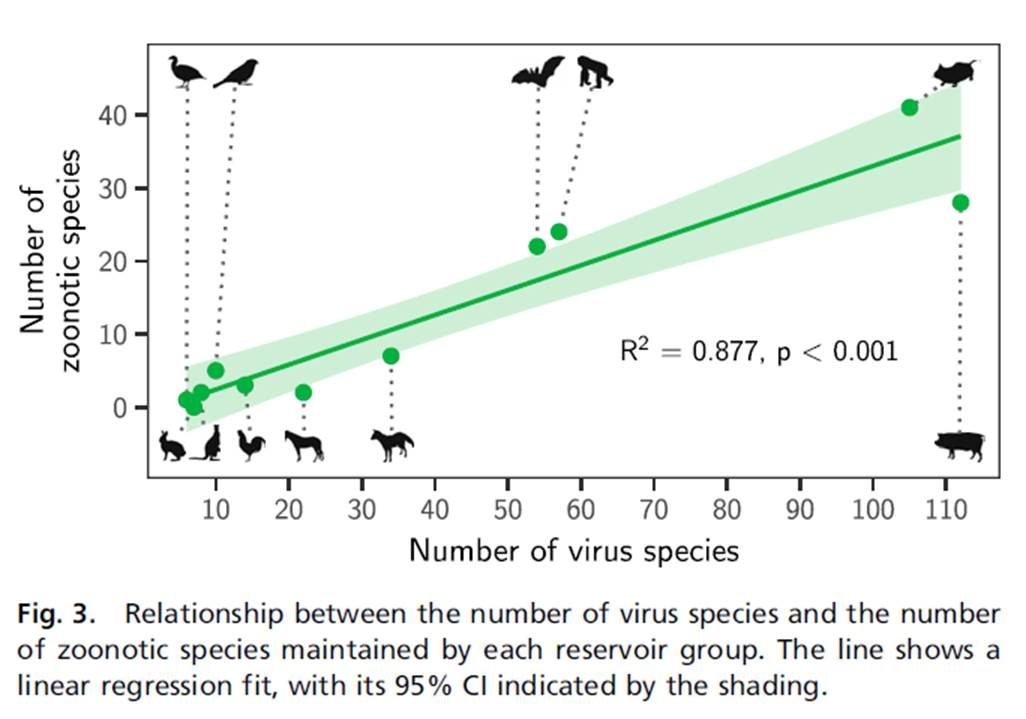 Number of
zoonotic species
40
30
20
10
0
R² = 0.877, p < 0.001
10 20 30 40 50 60 70 80 90 100 110
Number of virus species
Fig. 3. Relationship between the number of virus species and the number
of zoonotic species maintained by each reservoir group. The line shows a
linear regression fit, with its 95% CI indicated by the shading.